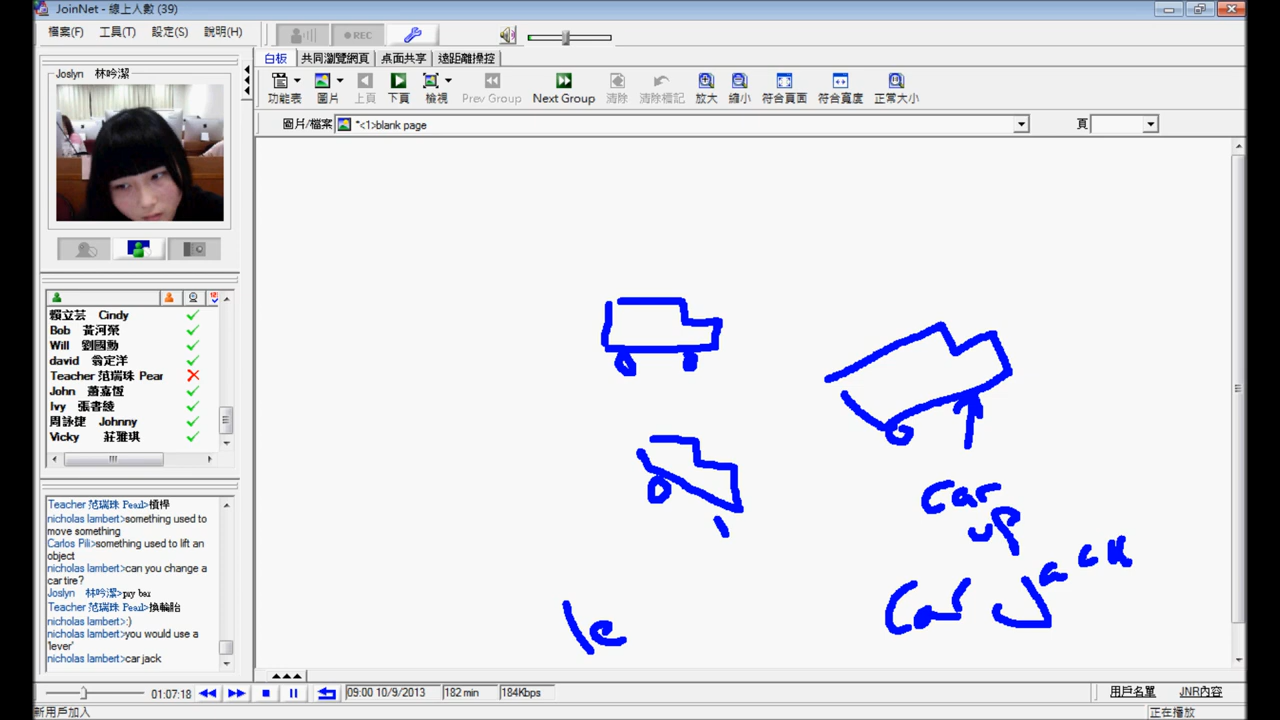 JoinNet - 線上人數 (39)
檔案(F) 工具(T) 設定(S) 說明(H)
REC
Joslyn 林吟潔
白板 共同瀏覽網頁 桌面共享 遠距離操控
功能表 圖片 上頁 下頁 檢視 Prev Group Next Group 清除 清除標記 放大 縮小 符合頁面 符合寬度 正常大小
圖片/檔案 *<1>blank page 頁
賴立芸 Cindy
Bob 黃河榮
Will 劉國勳
david 翁定洋
Teacher 范瑞珠 Pear
John 蕭嘉恆
Ivy 張書綾
周詠捷 Johnny
Vicky 莊雅琪
Teacher 范瑞珠 Pearl>槓桿
nicholas lambert>something used to
move something
Carlos Pili>something used to lift an
object
nicholas lambert>can you change a
car tire?
Joslyn 林吟潔>pry bar
Teacher 范瑞珠 Pearl>換輪胎
nicholas lambert>:)
nicholas lambert>you would use a
'lever'
nicholas lambert>car jack
car
up
Car Jack
le
01:07:18 09:00 10/9/2013 182 min 184Kbps 用戶名單 JNR內容
新用戶加入 正在播放